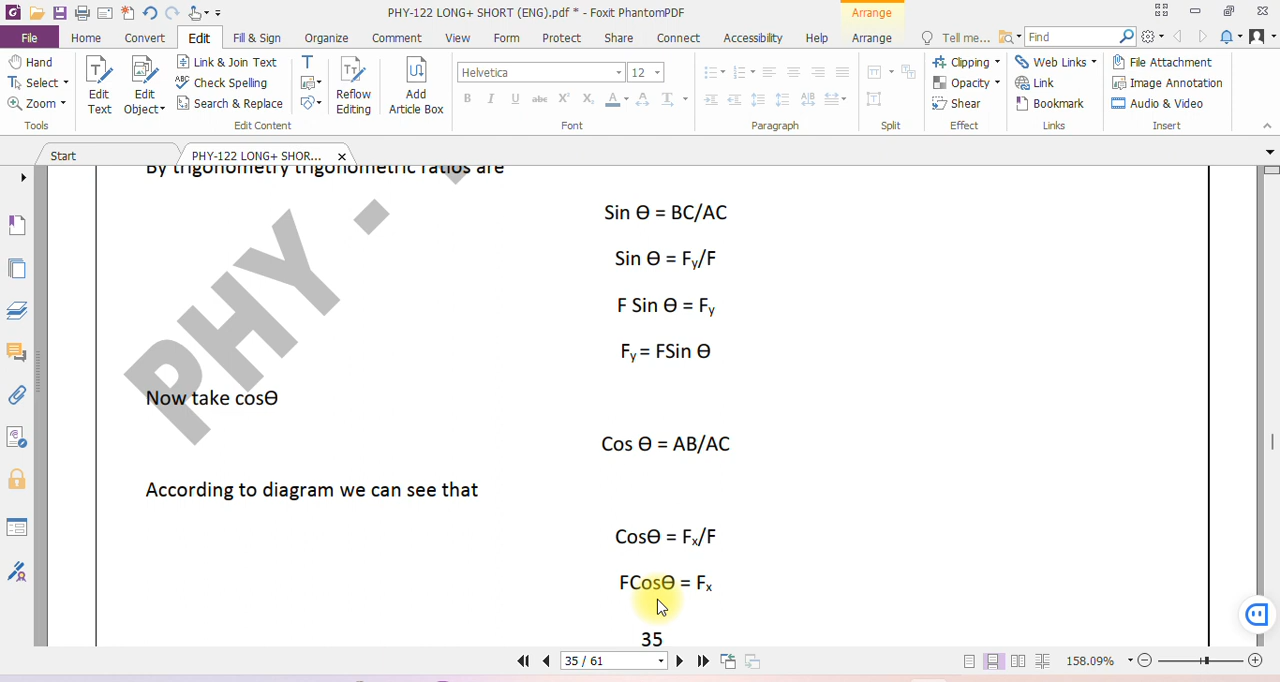 PHY-122 LONG+ SHORT (ENG).pdf * - Foxit PhantomPDF
Arrange
File Home Convert Edit Fill & Sign Organize Comment View Form Protect Share Connect Accessibility Help Arrange Tell me... Find
Hand
Select
Zoom
Tools
Edit Text
Edit Object
Link & Join Text
Check Spelling
Search & Replace
Edit Content
Reflow Editing
Add Article Box
Helvetica 12
Font
Paragraph
Split
Clipping
Opacity
Shear
Effect
Web Links
Link
Bookmark
Links
File Attachment
Image Annotation
Audio & Video
Insert
Start PHY-122 LONG+ SHOR...
By trigonometry trigonometric ratios are
Sin Θ = BC/AC
Sin Θ = Fy/F
F Sin Θ = Fy
Fy = FSin Θ
PHY
Now take cosΘ
Cos Θ = AB/AC
According to diagram we can see that
CosΘ = Fx/F
FCosΘ = Fx
35
35 / 61
158.09%